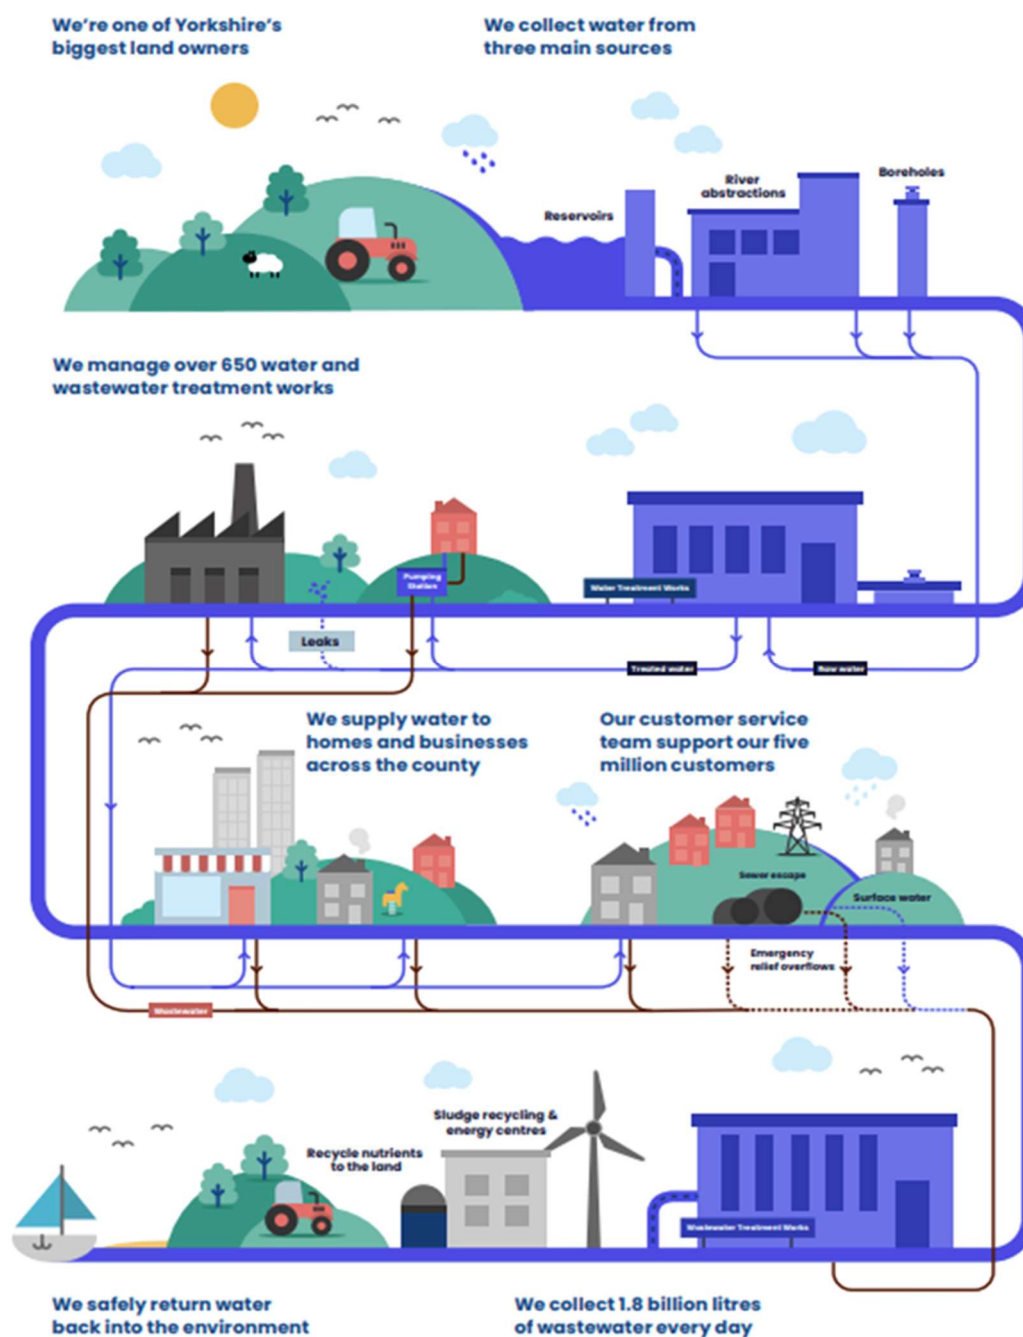 We're one of Yorkshire's
biggest land owners
We collect water from
three main sources
Reservoirs
River
abstractions
Boreholes
We manage over 650 water and
wastewater treatment works
Pumping
Station
Water Treatment Works
Leaks
Treated water
Raw water
We supply water to
homes and businesses
across the county
Our customer service
team support our five
million customers
Sewer escape
Surface water
Emergency
relief overflows
Wastewater
Sludge recycling &
energy centres
Recycle nutrients
to the land
Wastewater Treatment Works
We safely return water
back into the environment
We collect 1.8 billion litres
of wastewater every day